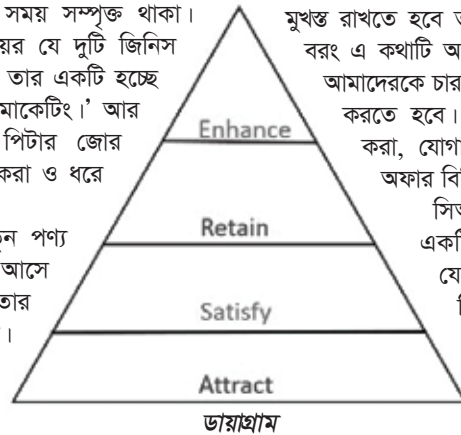 সময় সম্পৃক্ত থাকা।
যে দুটি জিনিস
তার একটি হচ্ছে
আর
পিটার জোর
করা ও ধরে
পণ্য
আসে
তার
Enhance
Retain
Satisfy
Attract
ডায়াগ্রাম
মুখস্ত রাখতে হবে
বরং এ কথাটি
আমাদেরকে চার
করতে হবে।
করা,
অফার
একটি